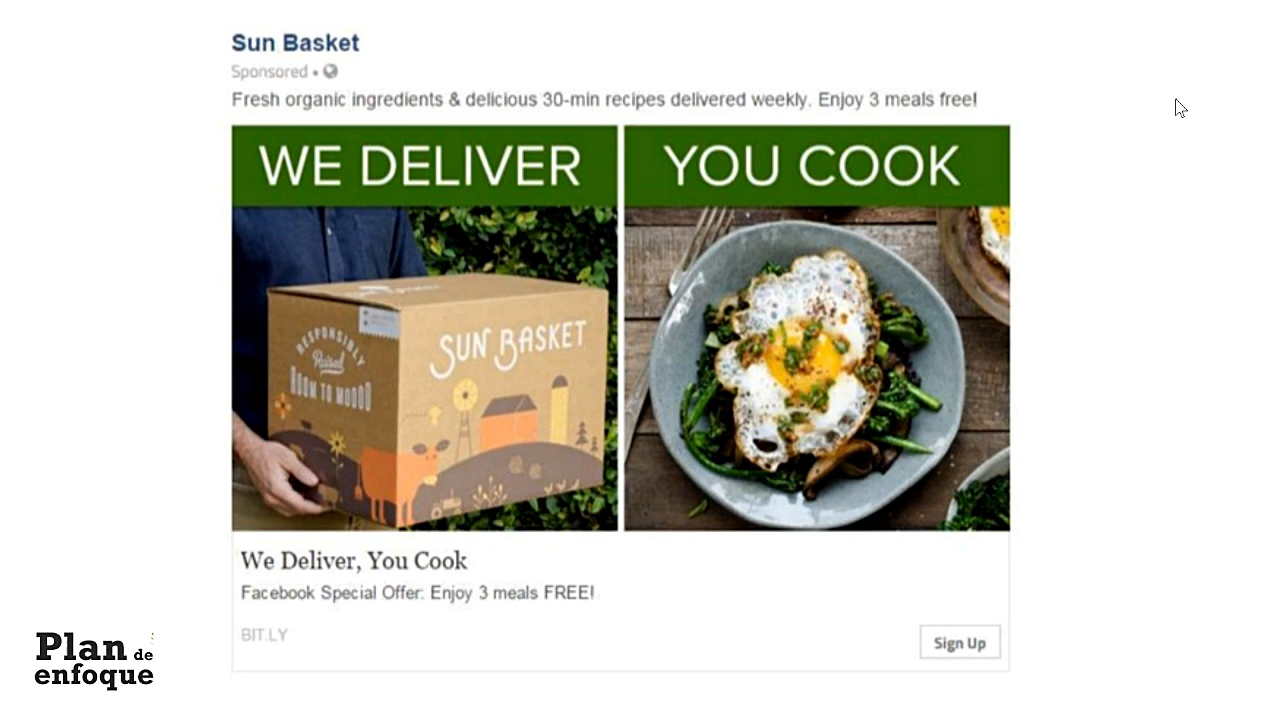 Sun Basket
Sponsored •
Fresh organic ingredients & delicious 30-min recipes delivered weekly. Enjoy 3 meals free!
WE DELIVER
YOU COOK
RESPONSIBLY
Raised
SUN BASKET
We Deliver, You Cook
Facebook Special Offer: Enjoy 3 meals FREE!
BIT.LY
Sign Up
Plan de
enfoque